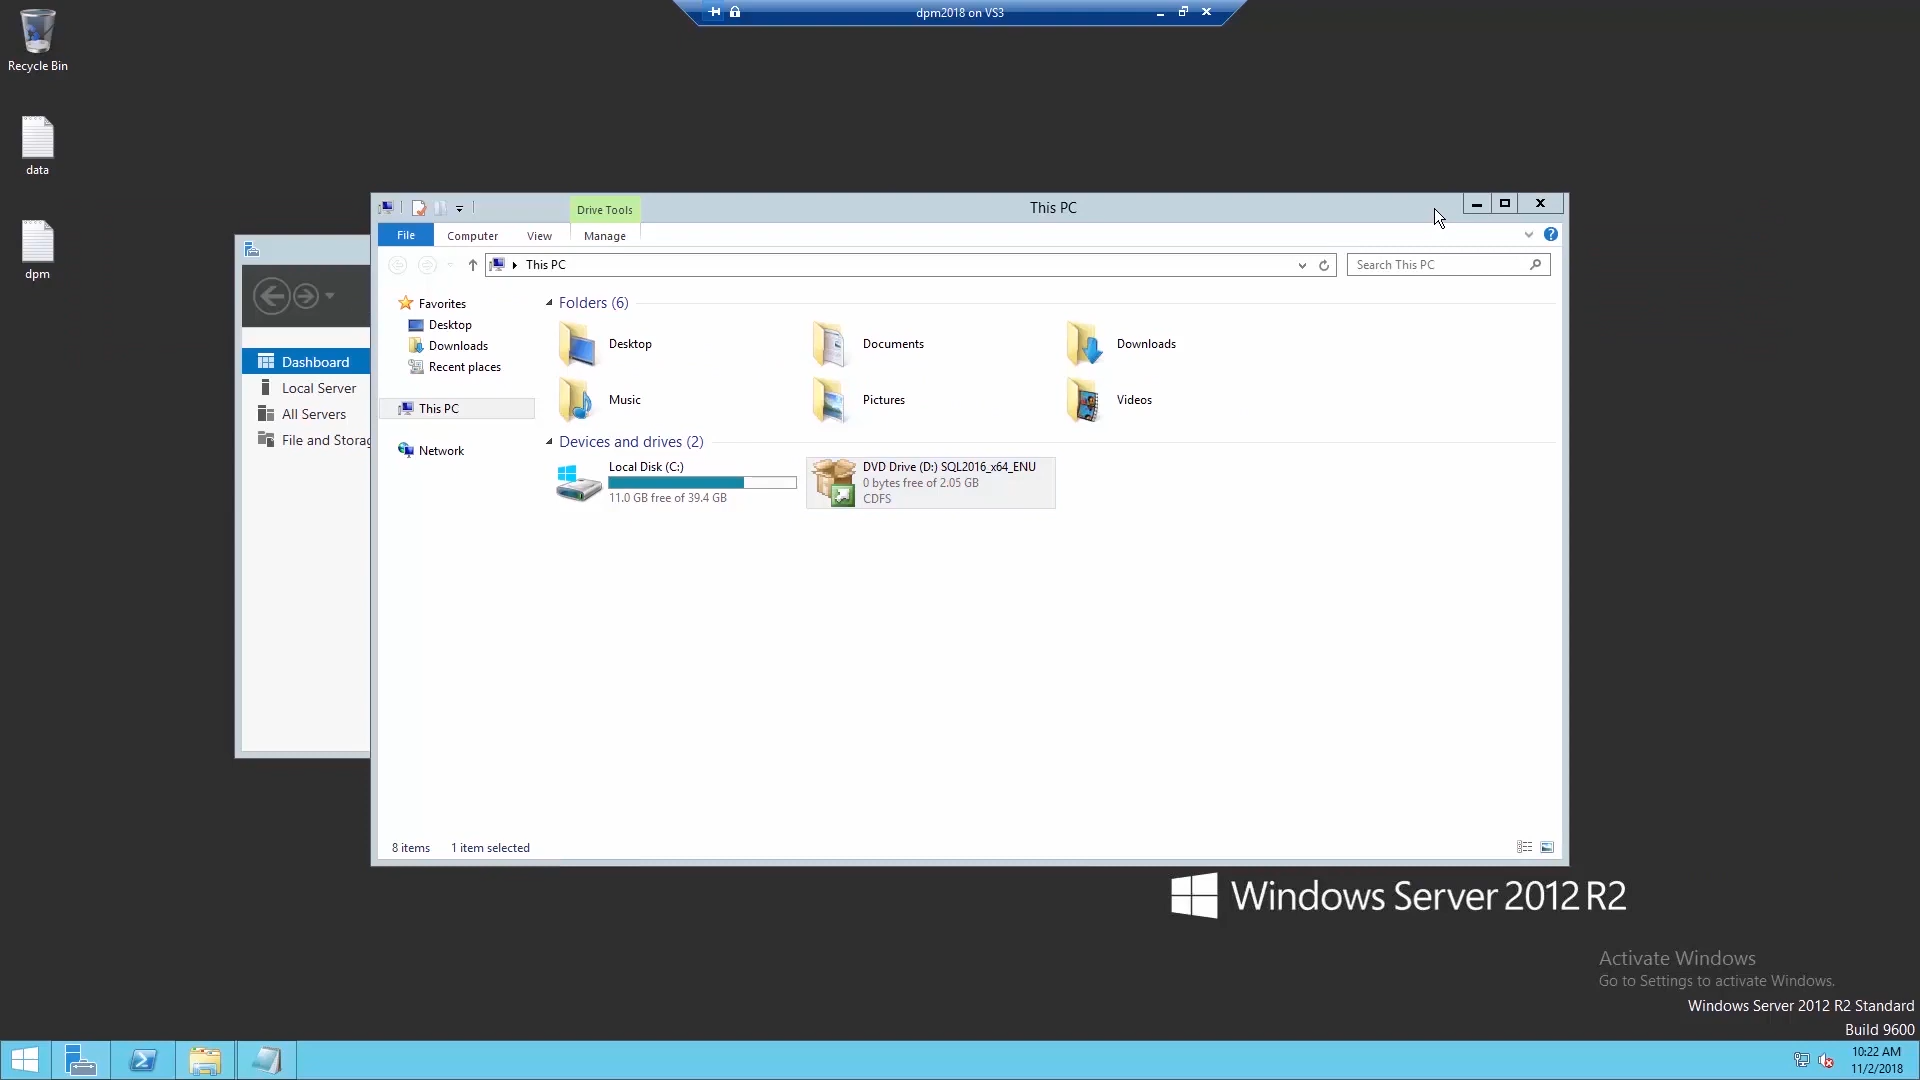 dpm2018 on VS3
Recycle Bin
data
dpm
Drive Tools
This PC
File
Computer
View
Manage
This PC
Search This PC
Favorites
Desktop
Downloads
Recent places
This PC
Network
Folders (6)
Desktop
Documents
Downloads
Music
Pictures
Videos
Devices and drives (2)
Local Disk (C:)
11.0 GB free of 39.4 GB
DVD Drive (D:) SQL2016_x64_ENU
0 bytes free of 2.05 GB
CDFS
Dashboard
Local Server
All Servers
File and Storag
8 items
1 item selected
Windows Server 2012 R2
Activate Windows
Go to Settings to activate Windows.
Windows Server 2012 R2 Standard
Build 9600
10:22 AM
11/2/2018